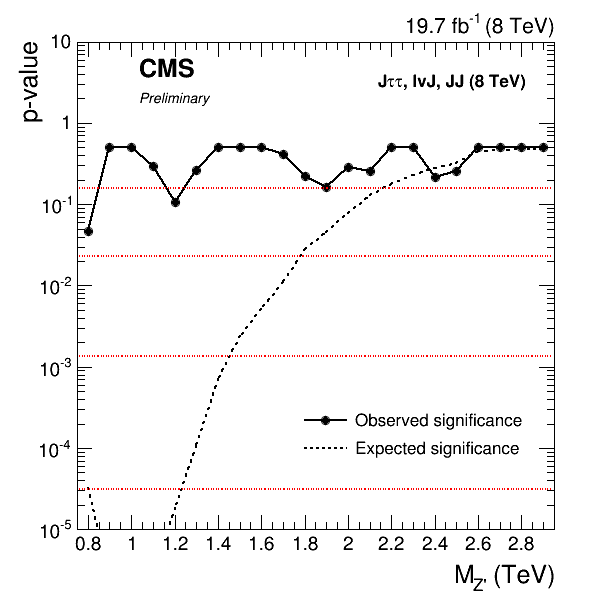 19.7 fb⁻¹ (8 TeV)
CMS
Preliminary
Jττ, lνJ, JJ (8 TeV)
p-value
10
1
10⁻¹
10⁻²
10⁻³
10⁻⁴
10⁻⁵
Observed significance
Expected significance
0.8 1 1.2 1.4 1.6 1.8 2 2.2 2.4 2.6 2.8
M_Z' (TeV)